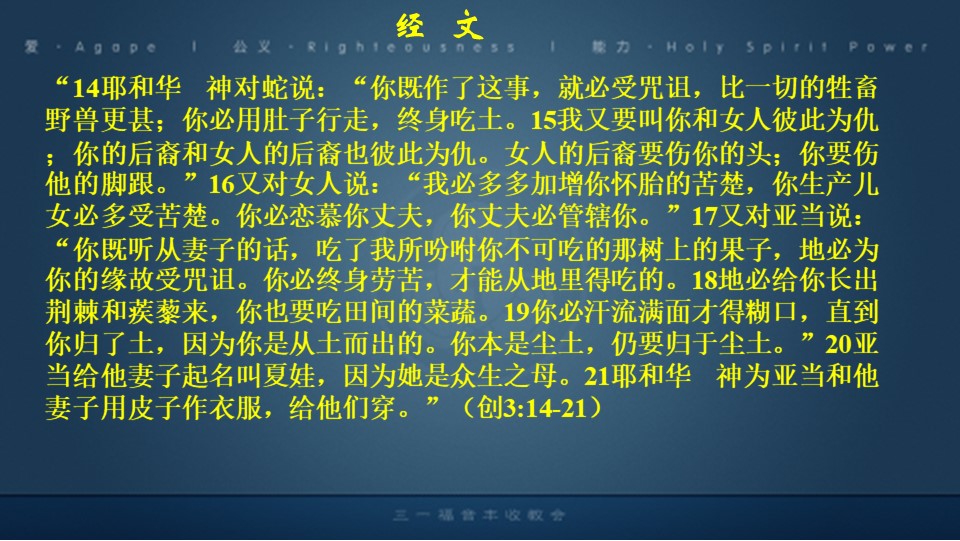 经 文
爱 · Agape | 公义 · Righteousness | 能力 · Holy Spirit Power
“14耶和华　神对蛇说：“你既作了这事，就必受咒诅，比一切的牲畜
野兽更甚；你必用肚子行走，终身吃土。15我又要叫你和女人彼此为仇
；你的后裔和女人的后裔也彼此为仇。女人的后裔要伤你的头；你要伤
他的脚跟。”16又对女人说：“我必多多加增你怀胎的苦楚，你生产儿
女必多受苦楚。你必恋慕你丈夫，你丈夫必管辖你。”17又对亚当说：
“你既听从妻子的话，吃了我所吩咐你不可吃的那树上的果子，地必为
你的缘故受咒诅。你必终身劳苦，才能从地里得吃的。18地必给你长出
荆棘和蒺藜来，你也要吃田间的菜蔬。19你必汗流满面才得糊口，直到
你归了土，因为你是从土而出的。你本是尘土，仍要归于尘土。”20亚
当给他妻子起名叫夏娃，因为她是众生之母。21耶和华　神为亚当和他
妻子用皮子作衣服，给他们穿。”（创3:14-21）
三一福音丰收教会